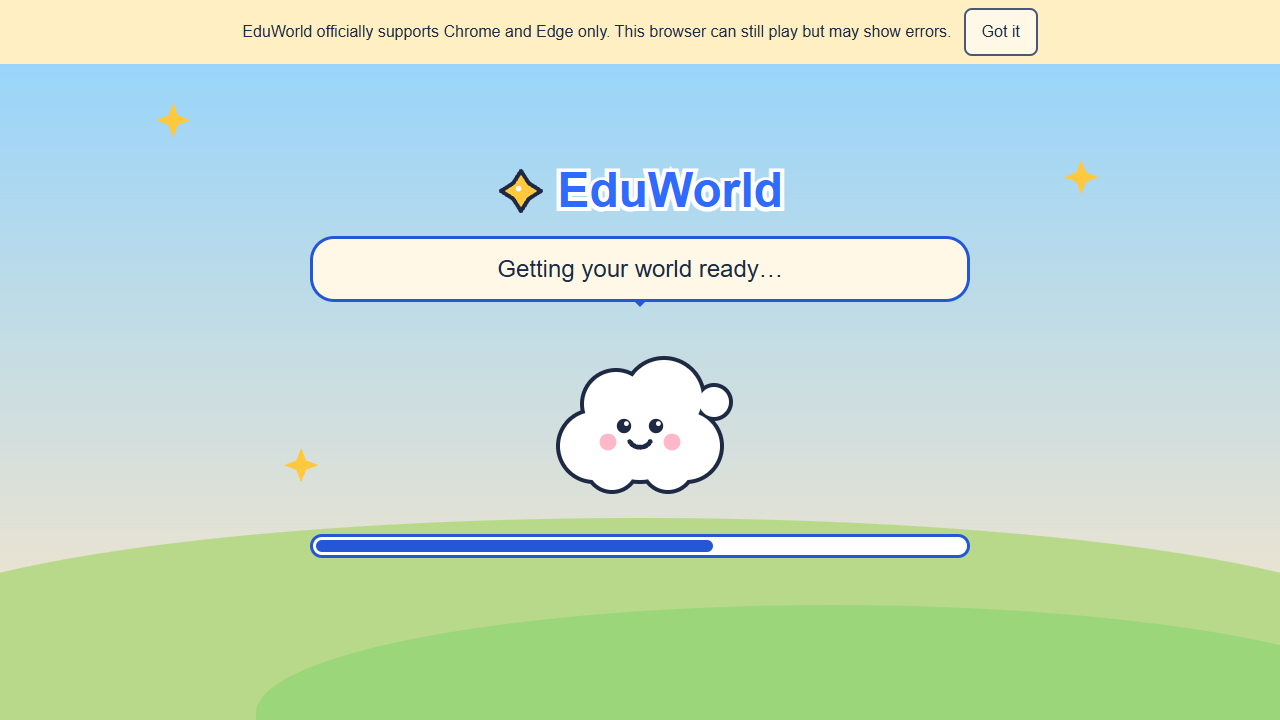 EduWorld officially supports Chrome and Edge only. This browser can still play but may show errors.
Got it
EduWorld
Getting your world ready…